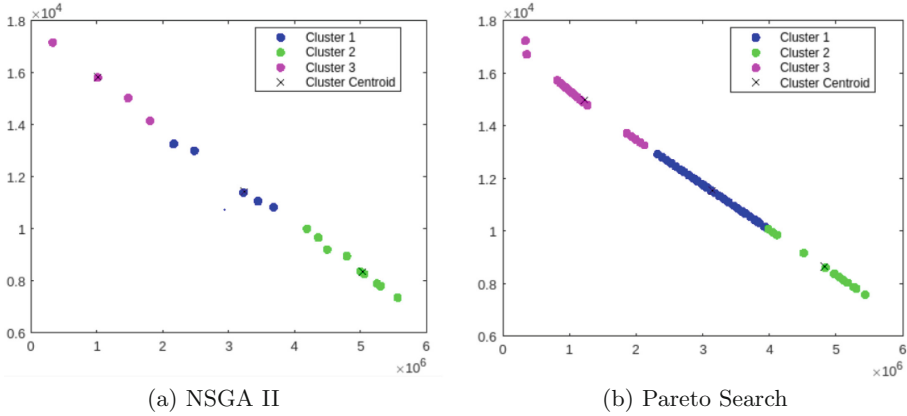 ×10⁴
1.8
1.6
1.4
1.2
1
0.8
0.6
0 1 2 3 4 5 6
×10⁶
Cluster 1
Cluster 2
Cluster 3
Cluster Centroid
(a) NSGA II
×10⁴
1.8
1.6
1.4
1.2
1
0.8
0.6
0 1 2 3 4 5 6
×10⁶
Cluster 1
Cluster 2
Cluster 3
Cluster Centroid
(b) Pareto Search